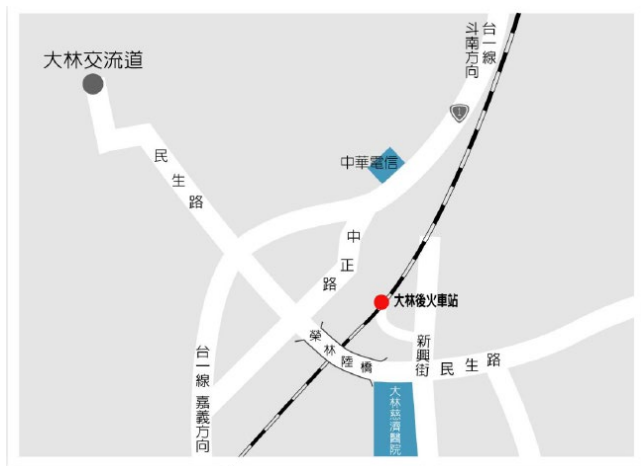 大林交流道
台一線
斗南方向
1
中華電信
民生路
中正路
大林後火車站
榮林陸橋
新興街
民生路
台一線 嘉義方向
大林慈濟醫院